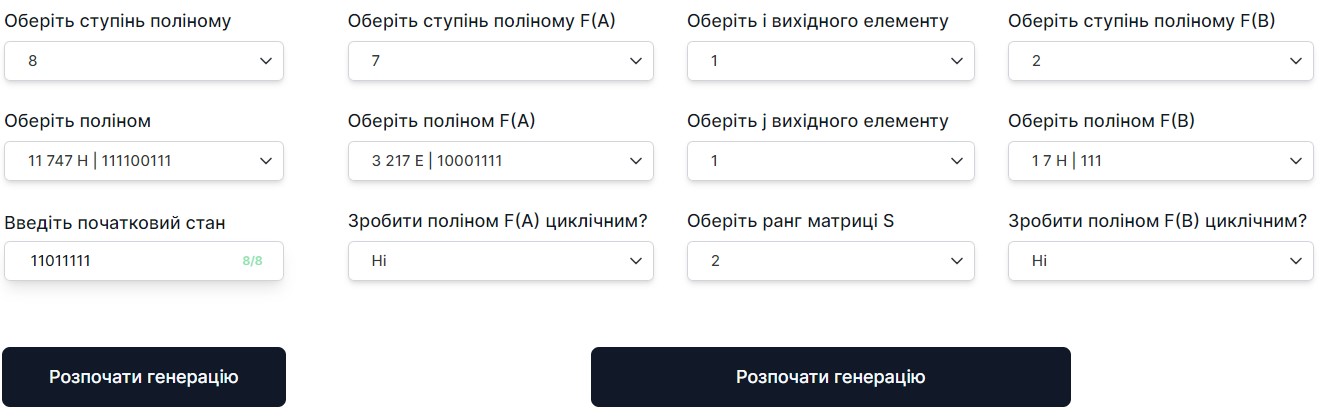 Оберіть ступінь поліному
8
Оберіть поліном
11 747 H | 111100111
Введіть початковий стан
11011111
8/8
Розпочати генерацію
Оберіть ступінь поліному F(A)
7
Оберіть i вихідного елементу
1
Оберіть ступінь поліному F(B)
2
Оберіть поліном F(A)
3 217 E | 10001111
Оберіть j вихідного елементу
1
Оберіть поліном F(B)
1 7 H | 111
Зробити поліном F(A) циклічним?
Ні
Оберіть ранг матриці S
2
Зробити поліном F(B) циклічним?
Ні
Розпочати генерацію